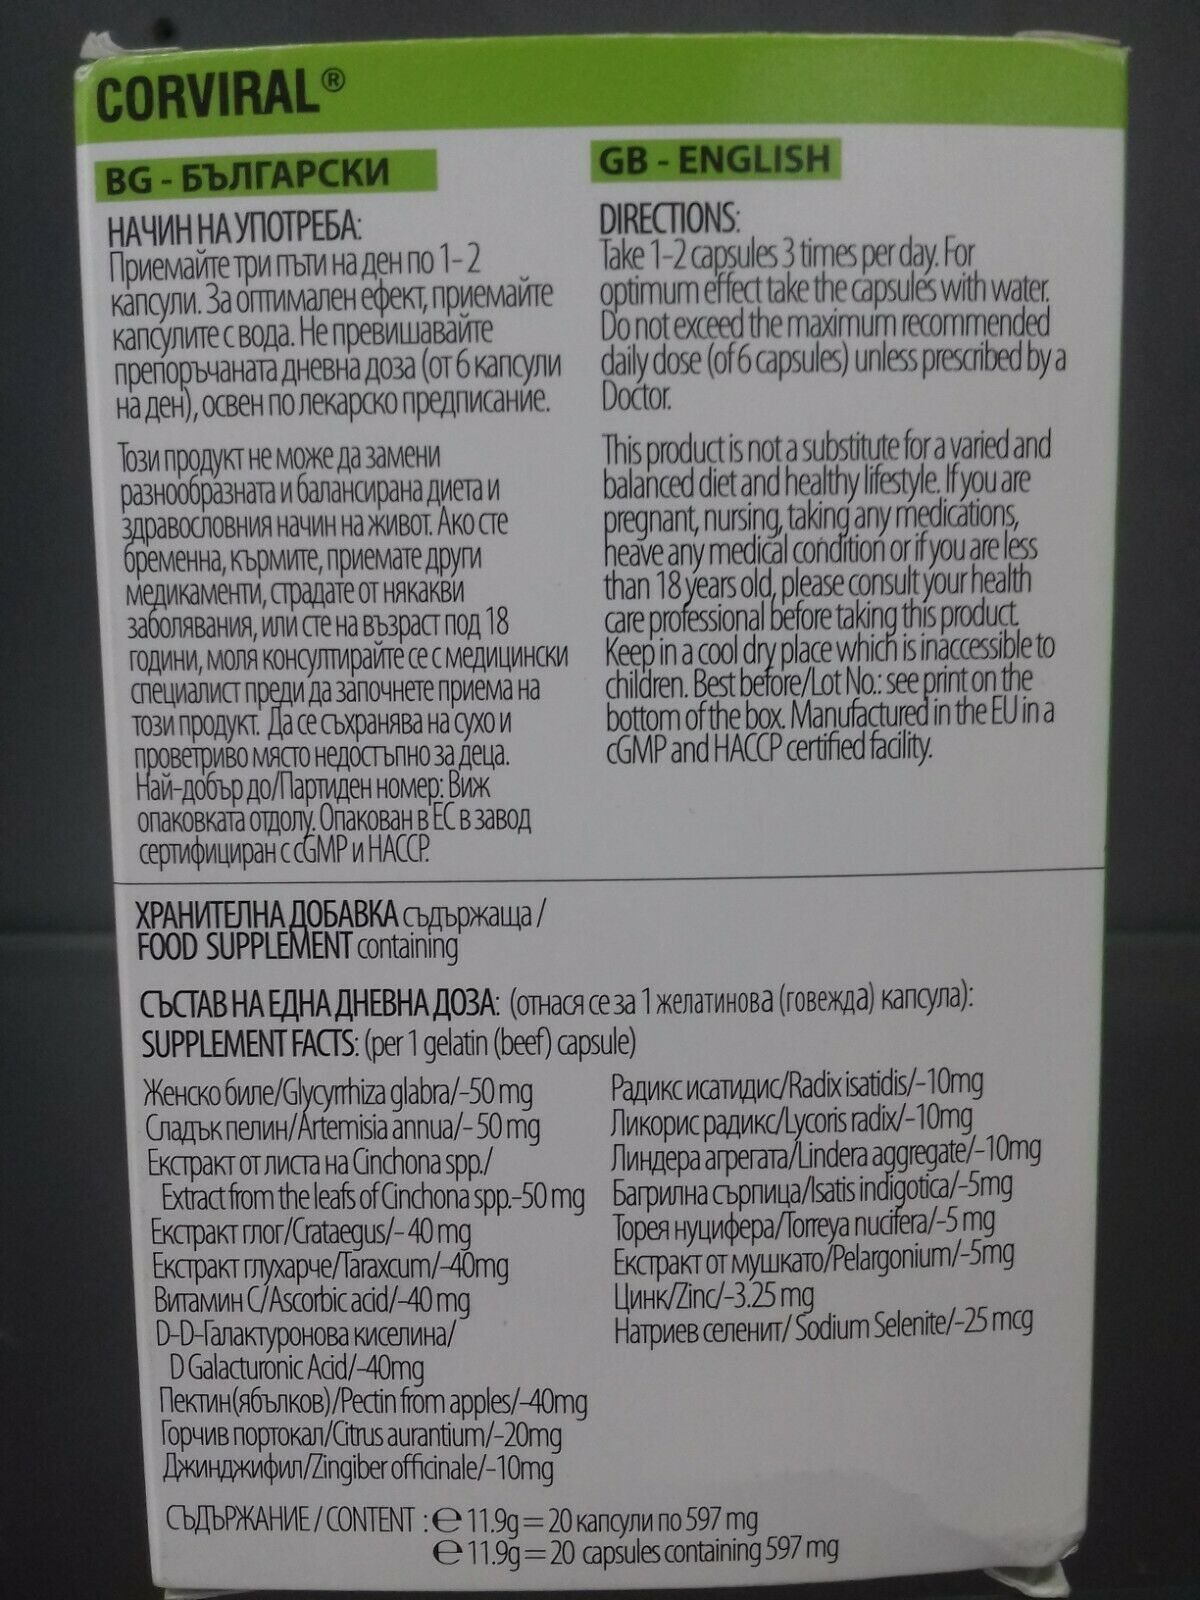 CORVIRAL®
BG - БЪЛГАРСКИ
НАЧИН НА УПОТРЕБА:
Приемайте три пъти на ден по 1-2
капсули. За оптимален ефект, приемайте
капсулите с вода. Не превишавайте
препоръчаната дневна доза (от 6 капсули
на ден), освен по лекарско предписание.
Този продукт не може да замени
разнообразната и балансирана диета и
здравословния начин на живот. Ако сте
бременна, кърмите, приемате други
медикаменти, страдате от някакви
заболявания, или сте на възраст под 18
години, моля консултирайте се с медицински
специалист преди да започнете приема на
този продукт. Да се съхранява на сухо и
проветриво място недостъпно за деца.
Най-добър до/Партиден номер: Виж
опаковката отдолу. Опакован в ЕС в завод
сертифициран с cGMP и HACCP.
GB - ENGLISH
DIRECTIONS:
Take 1-2 capsules 3 times per day. For
optimum effect take the capsules with water.
Do not exceed the maximum recommended
daily dose (of 6 capsules) unless prescribed by a
Doctor.
This product is not a substitute for a varied and
balanced diet and healthy lifestyle. If you are
pregnant, nursing, taking any medications,
heave any medical condition or if you are less
than 18 years old, please consult your health
care professional before taking this product.
Keep in a cool dry place which is inaccessible to
children. Best before/Lot No.: see print on the
bottom of the box. Manufactured in the EU in a
cGMP and HACCP certified facility.
ХРАНИТЕЛНА ДОБАВКА съдържаща /
FOOD SUPPLEMENT containing
СЪСТАВ НА ЕДНА ДНЕВНА ДОЗА: (отнася се за 1 желатинова (говежда) капсула):
SUPPLEMENT FACTS: (per 1 gelatin (beef) capsule)
Женско биле/Glycyrrhiza glabra/-50 mg
Сладък пелин/Artemisia annua/- 50 mg
Екстракт от листа на Cinchona spp./
Extract from the leafs of Cinchona spp.-50 mg
Екстракт глог/Crataegus/- 40 mg
Екстракт глухарче/Taraxcum/-40mg
Витамин C/Ascorbic acid/-40 mg
D-D-Галактуронова киселина/
D Galacturonic Acid/-40mg
Пектин(ябълков)/Pectin from apples/-40mg
Горчив портокал/Citrus aurantium/-20mg
Джинджифил/Zingiber officinale/-10mg
Радикс исатидис/Radix isatidis/-10mg
Ликорис радикс/Lycoris radix/-10mg
Линдера агрегата/Lindera aggregate/-10mg
Багрилна сърпица/Isatis indigotica/-5mg
Торея нуцифера/Torreya nucifera/-5 mg
Екстракт от мушкато/Pelargonium/-5mg
Цинк/Zinc/-3.25 mg
Натриев селенит/ Sodium Selenite/-25 mcg
СЪДЪРЖАНИЕ / CONTENT : ℮ 11.9g = 20 капсули по 597 mg
℮ 11.9g = 20 capsules containing 597 mg